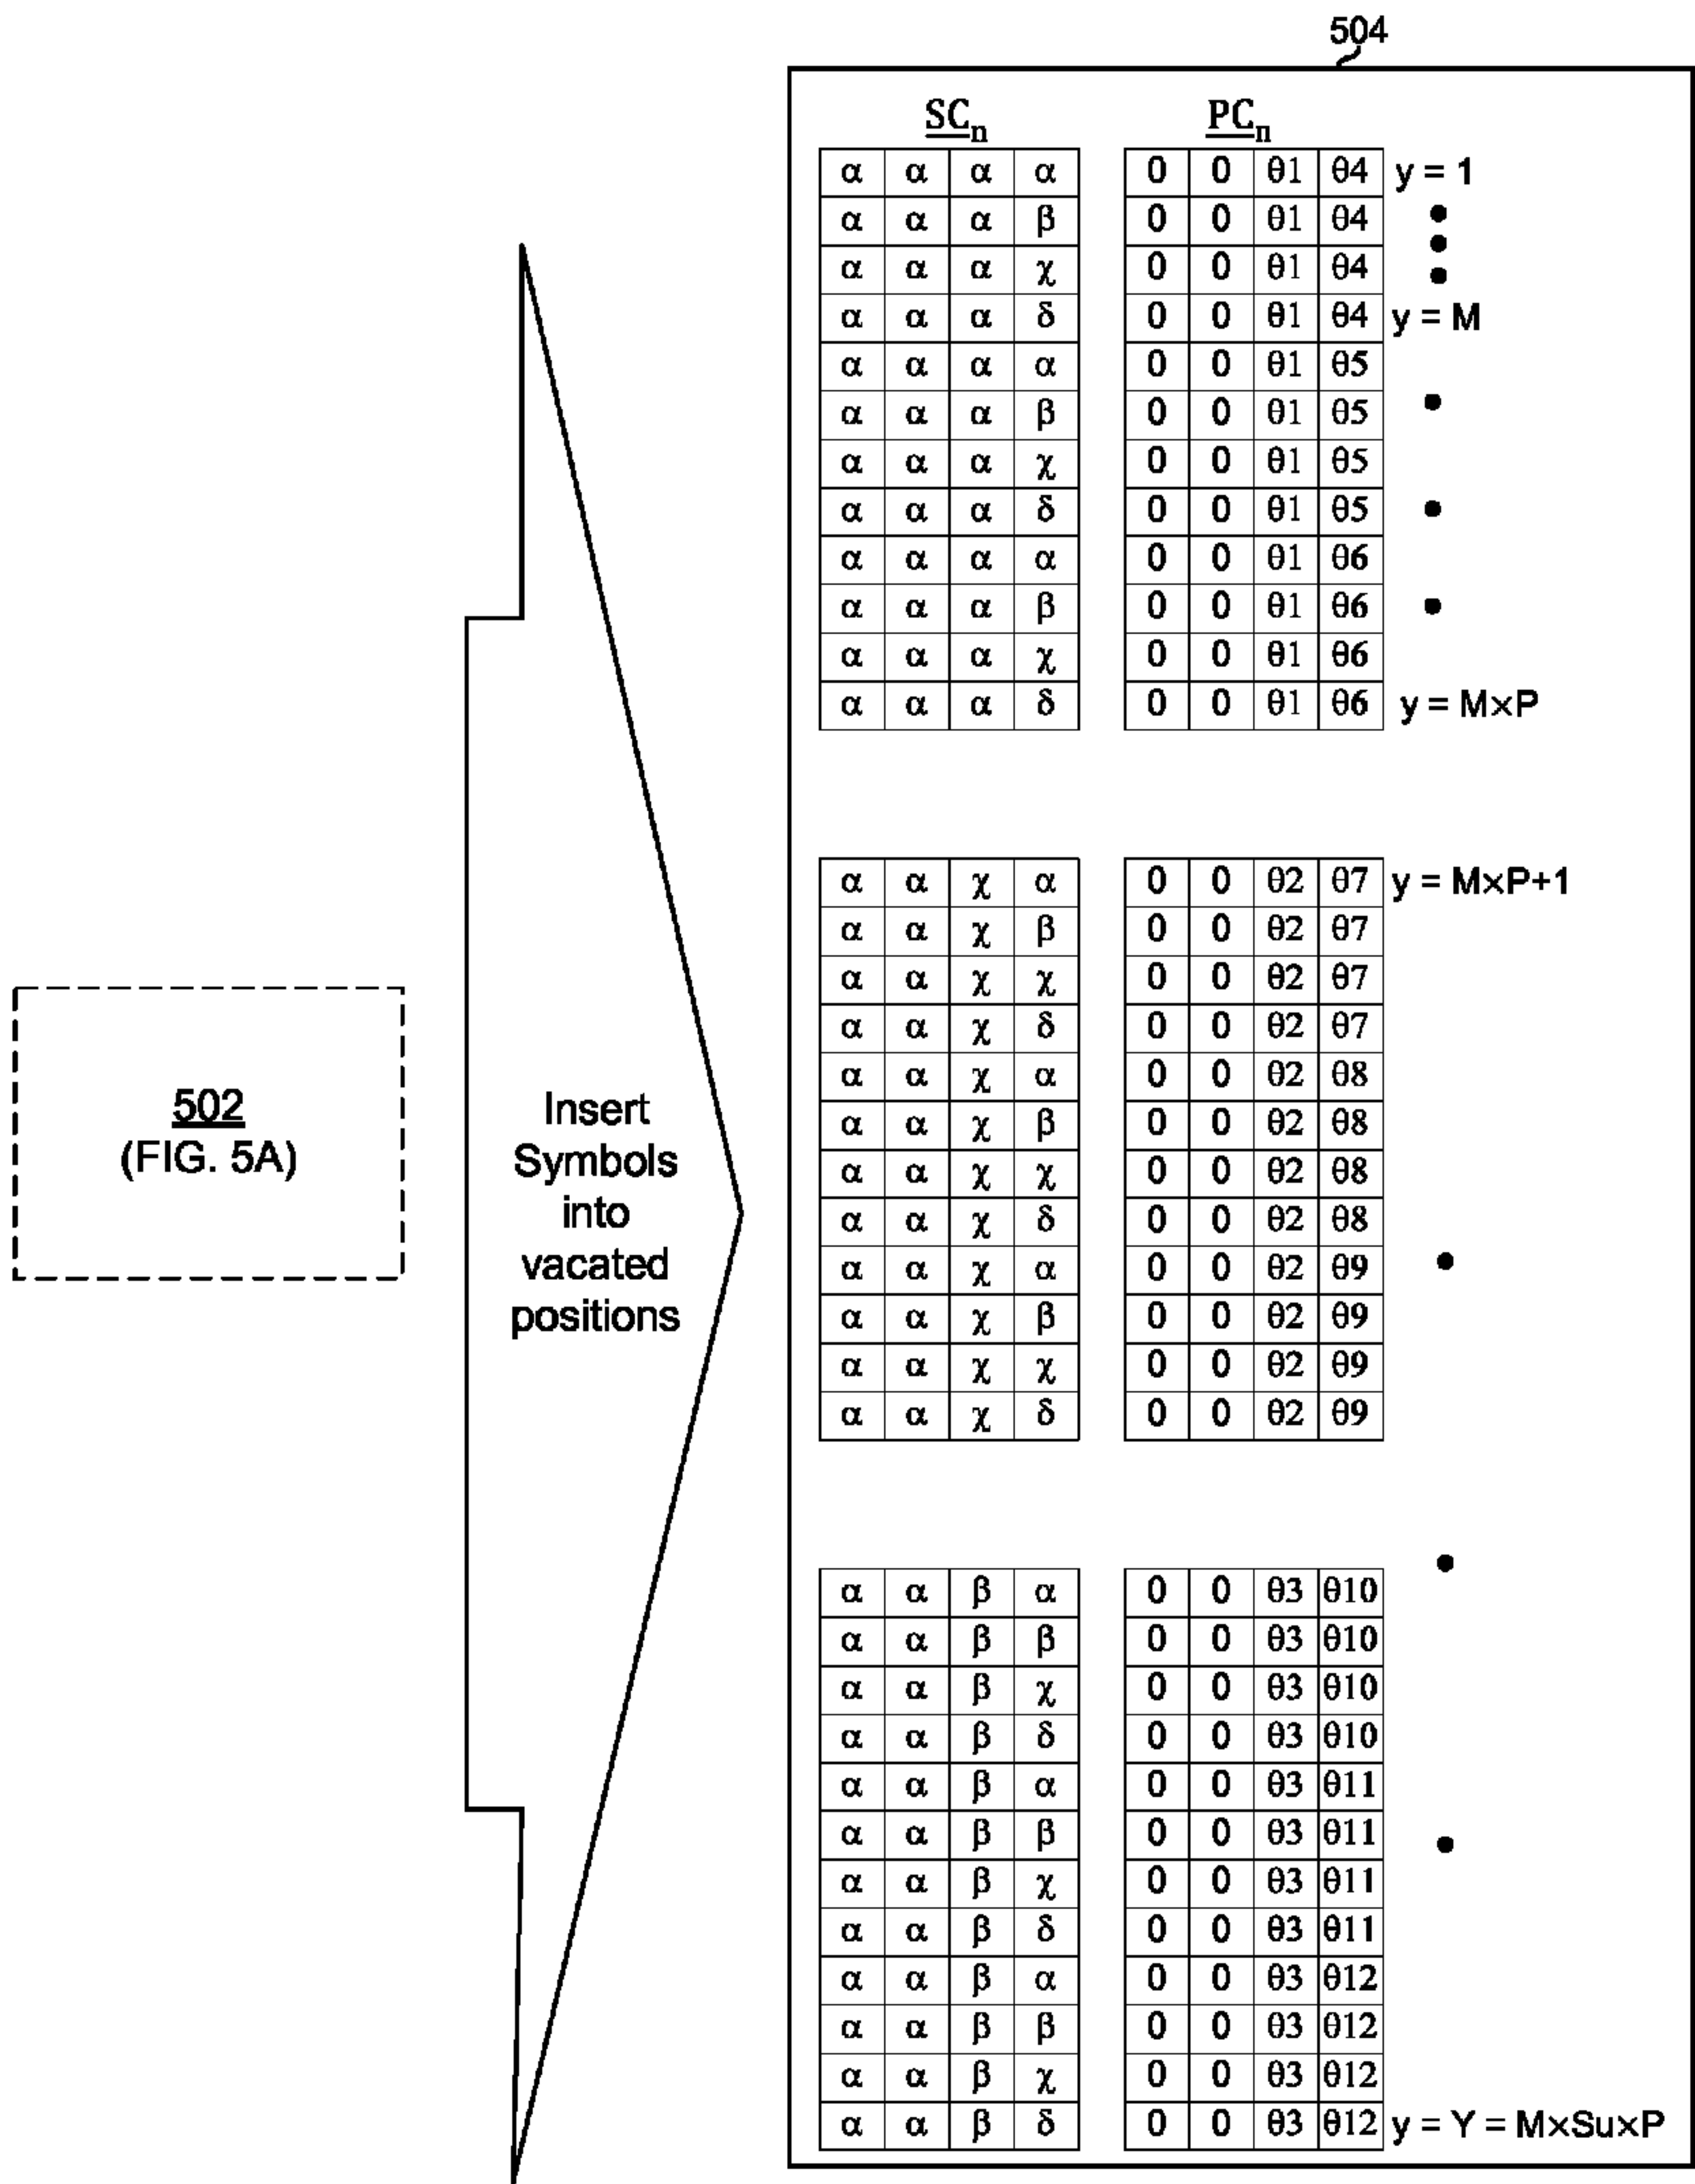 504
SCn PCn
α α α α 0 0 θ1 θ4 y = 1
α α α β 0 0 θ1 θ4
α α α χ 0 0 θ1 θ4
α α α δ 0 0 θ1 θ4 y = M
α α α α 0 0 θ1 θ5
α α α β 0 0 θ1 θ5
α α α χ 0 0 θ1 θ5
α α α δ 0 0 θ1 θ5
α α α α 0 0 θ1 θ6
α α α β 0 0 θ1 θ6
α α α χ 0 0 θ1 θ6
α α α δ 0 0 θ1 θ6 y = M×P
α α χ α 0 0 θ2 θ7 y = M×P+1
α α χ β 0 0 θ2 θ7
α α χ χ 0 0 θ2 θ7
α α χ δ 0 0 θ2 θ7
α α χ α 0 0 θ2 θ8
α α χ β 0 0 θ2 θ8
α α χ χ 0 0 θ2 θ8
α α χ δ 0 0 θ2 θ8
α α χ α 0 0 θ2 θ9
α α χ β 0 0 θ2 θ9
α α χ χ 0 0 θ2 θ9
α α χ δ 0 0 θ2 θ9
α α β α 0 0 θ3 θ10
α α β β 0 0 θ3 θ10
α α β χ 0 0 θ3 θ10
α α β δ 0 0 θ3 θ10
α α β α 0 0 θ3 θ11
α α β β 0 0 θ3 θ11
α α β χ 0 0 θ3 θ11
α α β δ 0 0 θ3 θ11
α α β α 0 0 θ3 θ12
α α β β 0 0 θ3 θ12
α α β χ 0 0 θ3 θ12
α α β δ 0 0 θ3 θ12 y = Y = M×Su×P
502
(FIG. 5A)
Insert
Symbols
into
vacated
positions